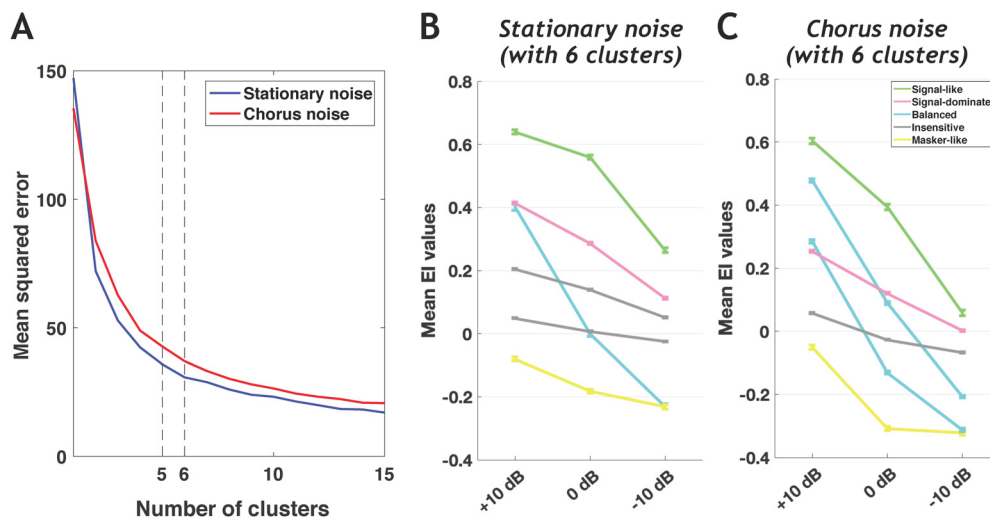 A
150
100
50
0
Mean squared error
Stationary noise
Chorus noise
5
6
10
15
Number of clusters
B
Stationary noise
(with 6 clusters)
0.8
0.6
0.4
0.2
0
-0.2
-0.4
Mean EI values
+10 dB
0 dB
-10 dB
C
Chorus noise
(with 6 clusters)
0.8
0.6
0.4
0.2
0
-0.2
-0.4
Mean EI values
Signal-like
Signal-dominate
Balanced
Insensitive
Masker-like
+10 dB
0 dB
-10 dB